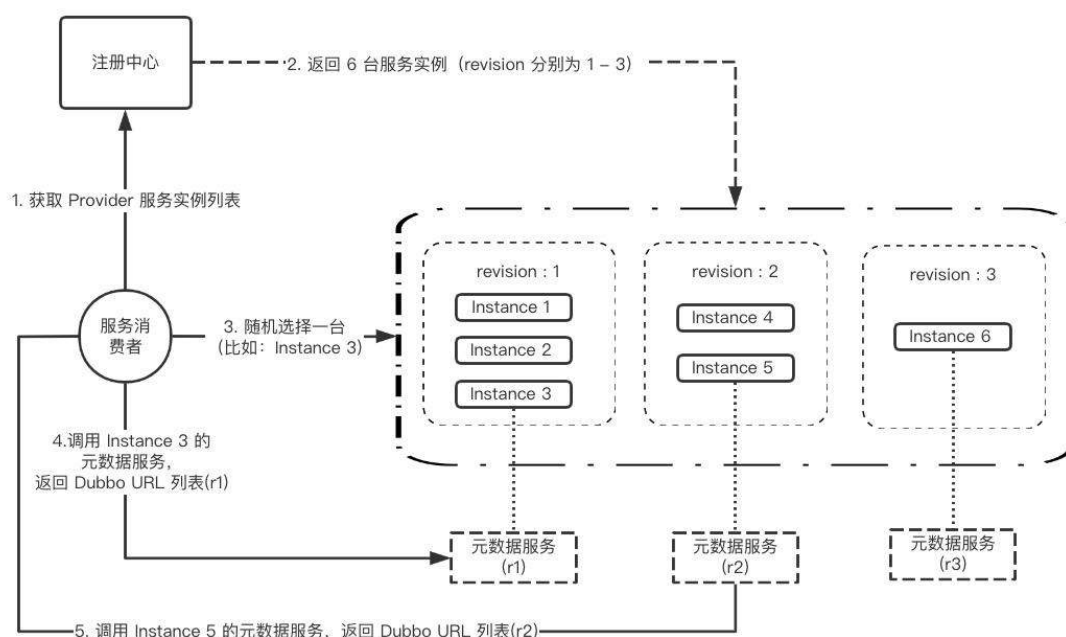 注册中心
2. 返回 6 台服务实例（revision 分别为 1 – 3）
1. 获取 Provider 服务实例列表
revision : 1
revision : 2
revision : 3
Instance 1
Instance 2
Instance 3
Instance 4
Instance 5
Instance 6
服务消
费者
3. 随机选择一台
(比如：Instance 3)
4.调用 Instance 3 的
元数据服务，
返回 Dubbo URL 列表(r1)
元数据服务
(r1)
元数据服务
(r2)
元数据服务
(r3)
5. 调用 Instance 5 的元数据服务，返回 Dubbo URL 列表(r2)